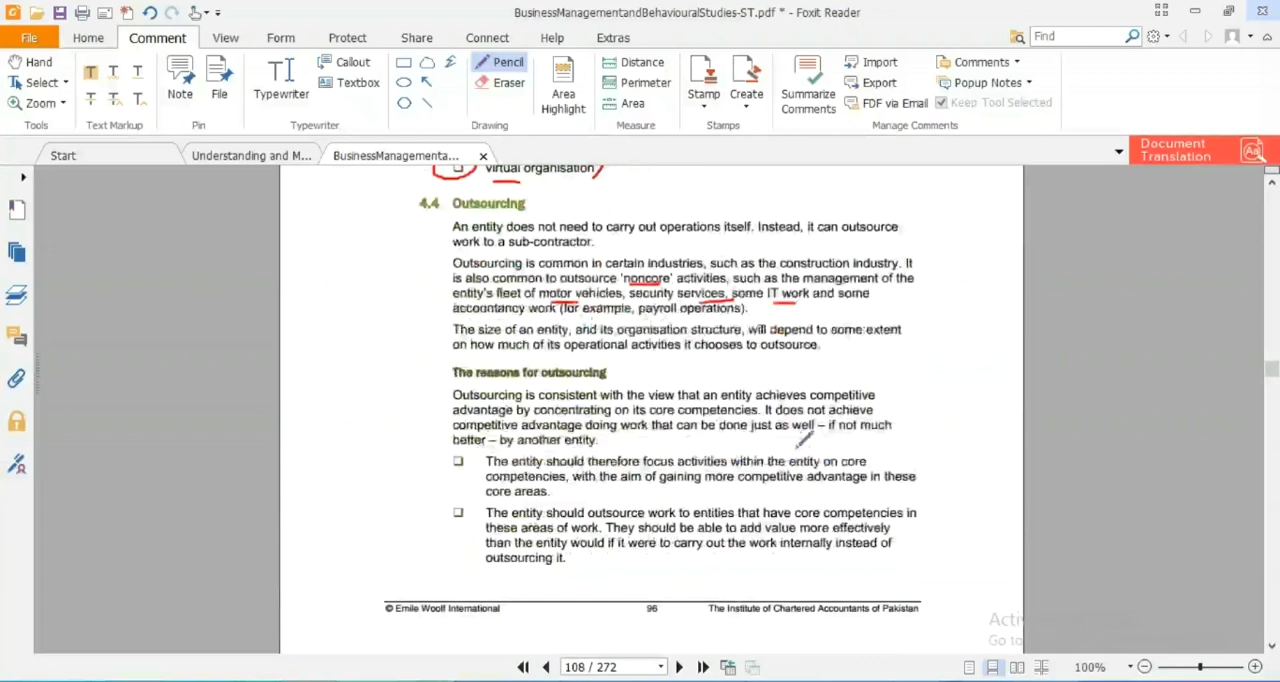 BusinessManagementandBehaviouralStudies-ST.pdf * - Foxit Reader
File Home Comment View Form Protect Share Connect Help Extras Find
Hand
Select
Zoom
Tools
T T T
T T T
Text Markup
Note File
Pin
Typewriter
Callout
Textbox
Typewriter
Pencil
Eraser
Drawing
Area
Highlight
Distance
Perimeter
Area
Measure
Stamp Create
Stamps
Summarize
Comments
Import
Export
FDF via Email
Comments
Popup Notes
Keep Tool Selected
Manage Comments
Start Understanding and M... BusinessManagementa...
Document
Translation
virtual organisation
4.4 Outsourcing
An entity does not need to carry out operations itself. Instead, it can outsource
work to a sub-contractor.
Outsourcing is common in certain industries, such as the construction industry. It
is also common to outsource 'noncore' activities, such as the management of the
entity's fleet of motor vehicles, security services, some IT work and some
accountancy work (for example, payroll operations).
The size of an entity, and its organisation structure, will depend to some extent
on how much of its operational activities it chooses to outsource.
The reasons for outsourcing
Outsourcing is consistent with the view that an entity achieves competitive
advantage by concentrating on its core competencies. It does not achieve
competitive advantage doing work that can be done just as well – if not much
better – by another entity.
The entity should therefore focus activities within the entity on core
competencies, with the aim of gaining more competitive advantage in these
core areas.
The entity should outsource work to entities that have core competencies in
these areas of work. They should be able to add value more effectively
than the entity would if it were to carry out the work internally instead of
outsourcing it.
© Emile Woolf International 96 The Institute of Chartered Accountants of Pakistan
Go to
108 / 272
100%